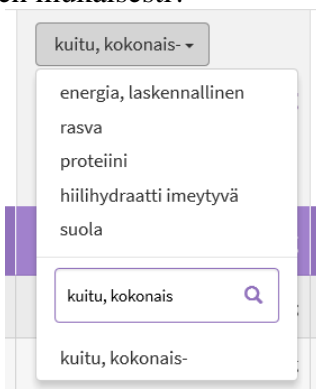 kuitu, kokonais-
energia, laskennallinen
rasva
proteiini
hiilihydraatti imeytyvä
suola
kuitu, kokonais
kuitu, kokonais-